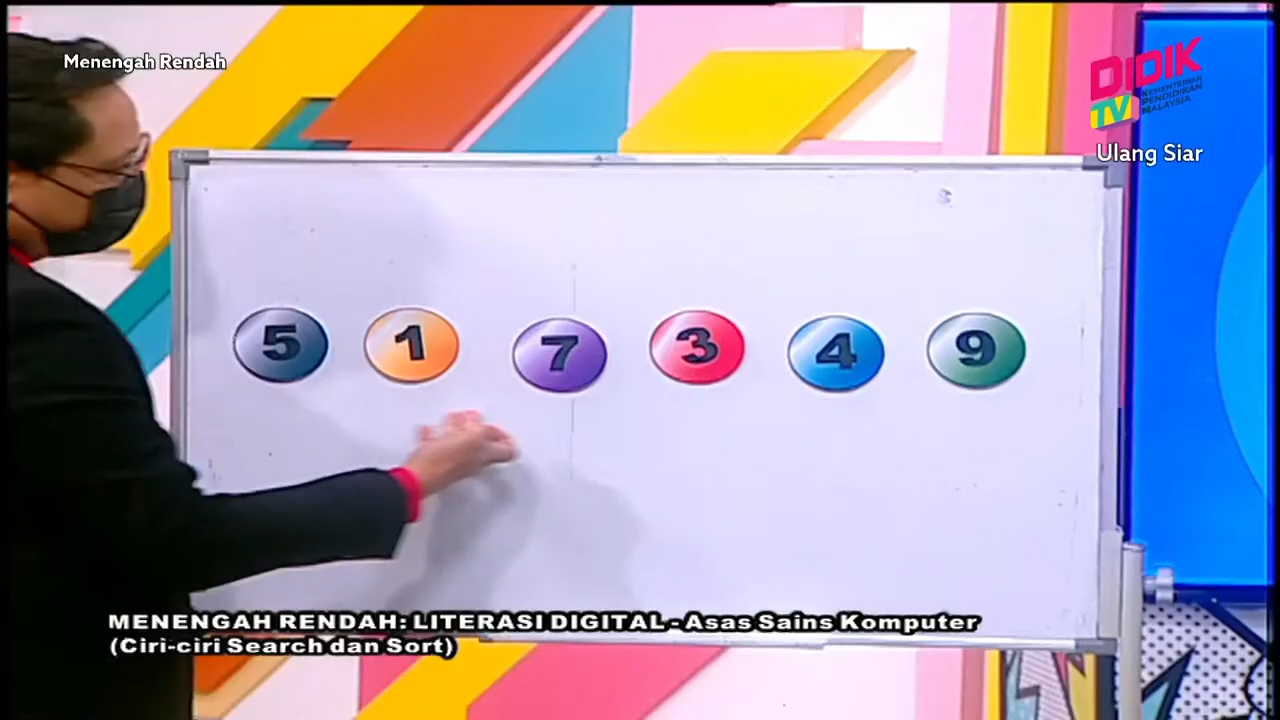 Menengah Rendah
DIDIK
TV
KEMENTERIAN
PENDIDIKAN
MALAYSIA
Ulang Siar
5 1 7 3 4 9
MENENGAH RENDAH: LITERASI DIGITAL - Asas Sains Komputer
(Ciri-ciri Search dan Sort)